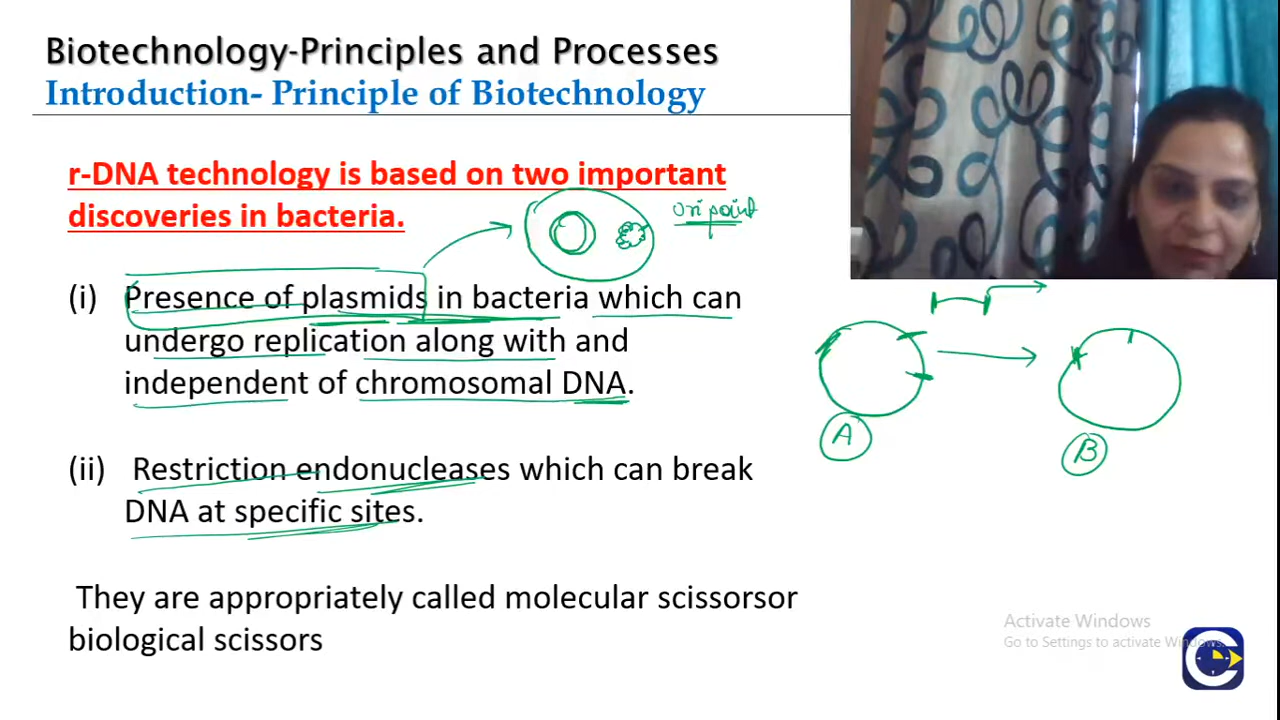 Biotechnology-Principles and Processes
Introduction- Principle of Biotechnology
r-DNA technology is based on two important
discoveries in bacteria.
ori point
(i) Presence of plasmids in bacteria which can
undergo replication along with and
independent of chromosomal DNA.
A
B
(ii) Restriction endonucleases which can break
DNA at specific sites.
They are appropriately called molecular scissorsor
biological scissors
Activate Windows
Go to Settings to activate Windows.